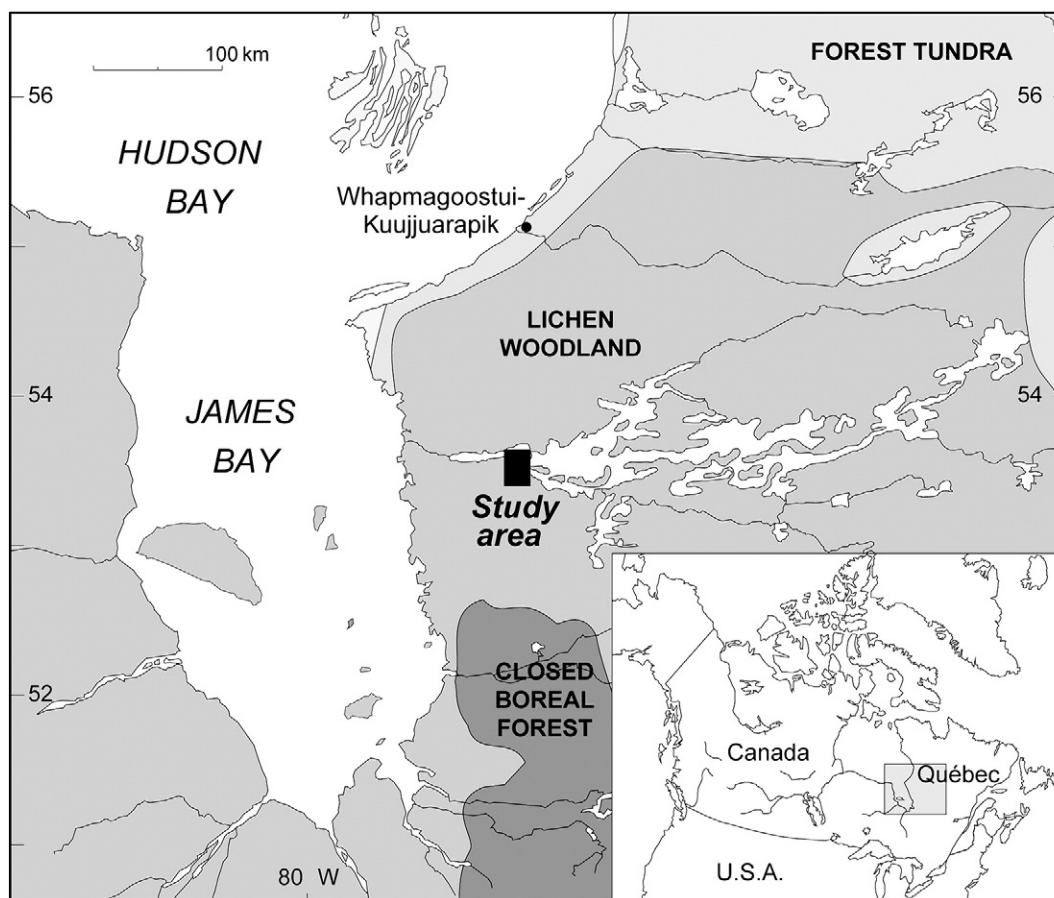 100 km
FOREST TUNDRA
56
56
HUDSON
BAY
Whapmagoostui-
Kuujjuarapik
LICHEN
WOODLAND
54
54
JAMES
BAY
Study
area
CLOSED
BOREAL
FOREST
52
Canada
Québec
U.S.A.
80 W